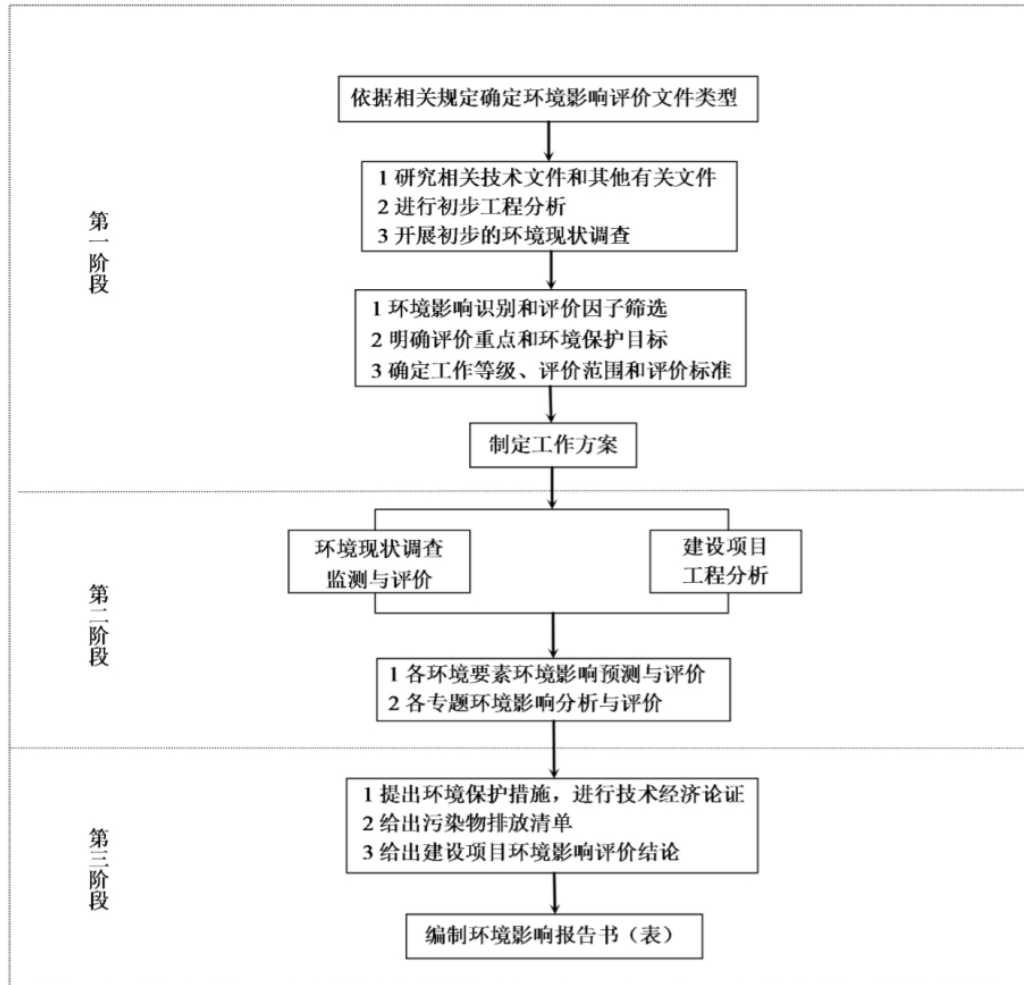 依据相关规定确定环境影响评价文件类型
1 研究相关技术文件和其他有关文件
2 进行初步工程分析
3 开展初步的环境现状调查
第一阶段
1 环境影响识别和评价因子筛选
2 明确评价重点和环境保护目标
3 确定工作等级、评价范围和评价标准
制定工作方案
环境现状调查
监测与评价
建设项目
工程分析
第二阶段
1 各环境要素环境影响预测与评价
2 各专题环境影响分析与评价
1 提出环境保护措施，进行技术经济论证
2 给出污染物排放清单
3 给出建设项目环境影响评价结论
第三阶段
编制环境影响报告书（表）